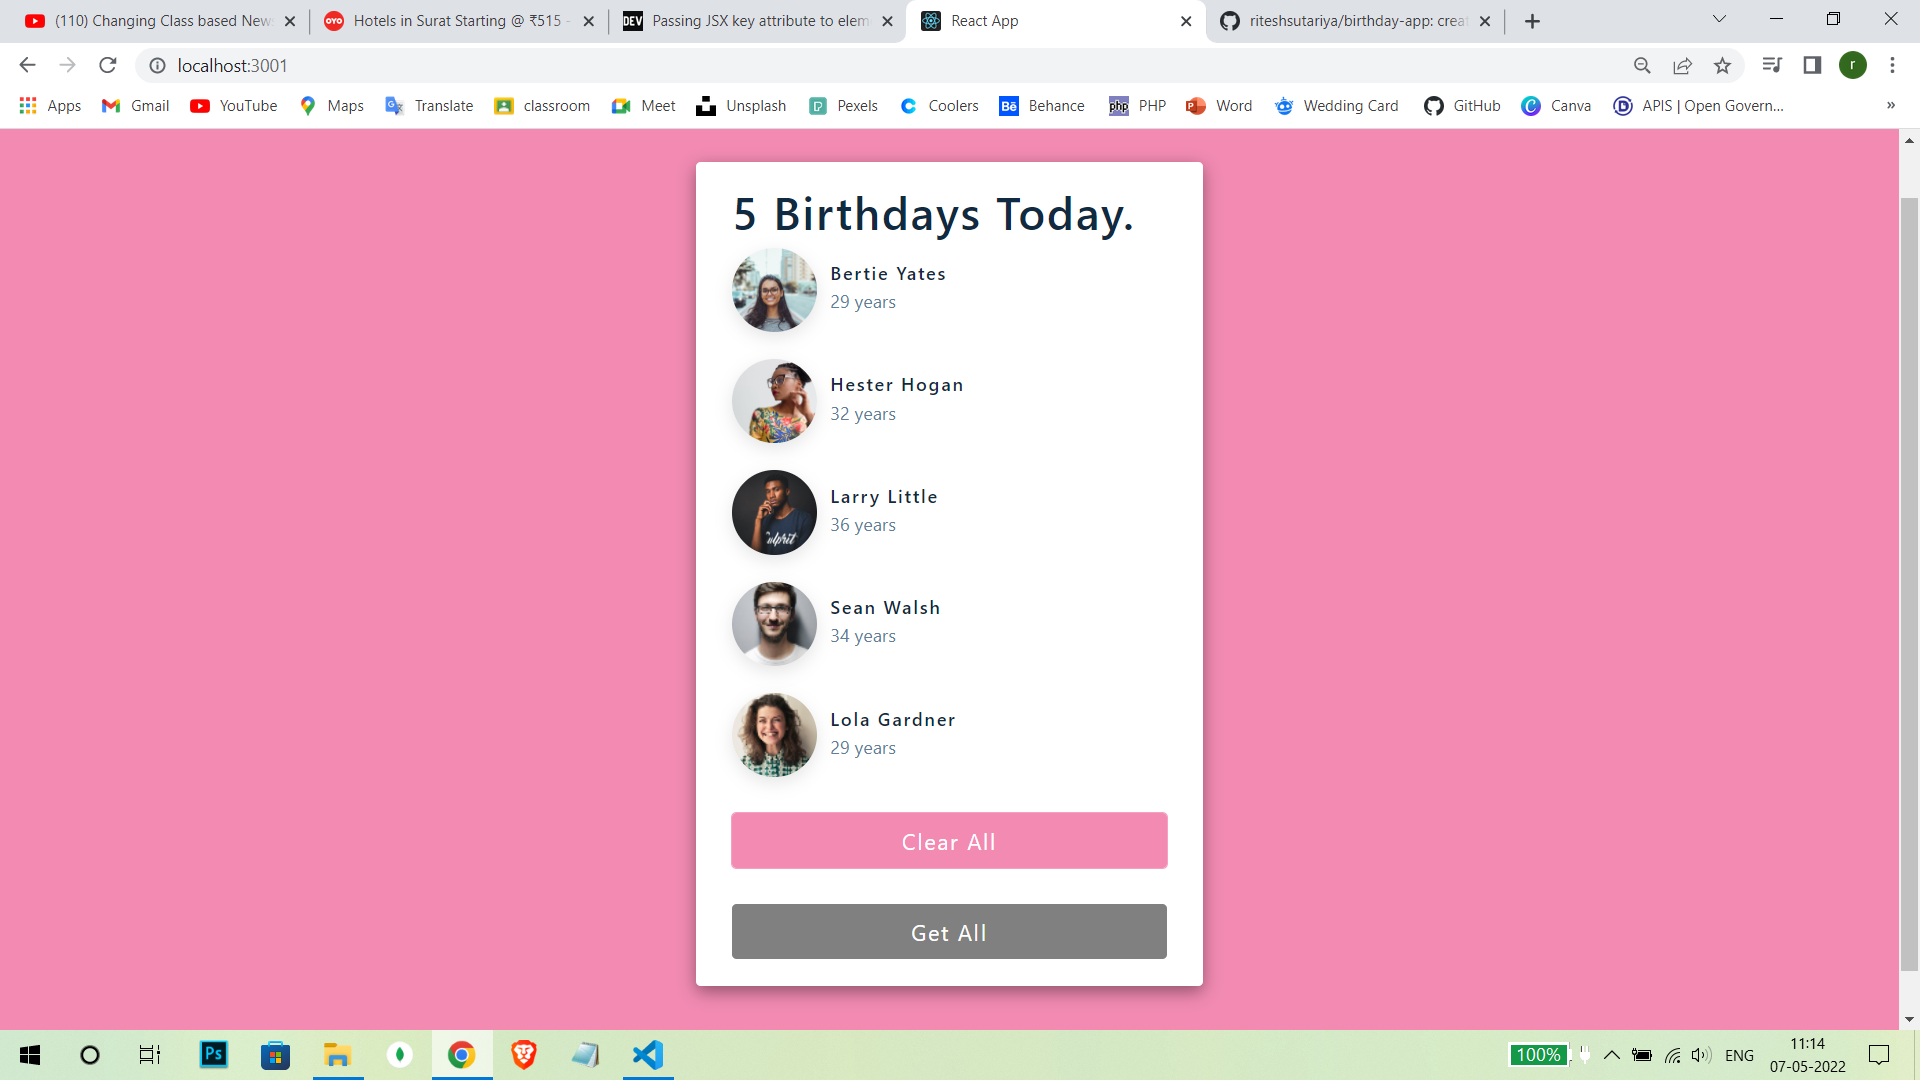 (110) Changing Class based New
Hotels in Surat Starting @ ₹515 -
DEV Passing JSX key attribute to elem
React App
riteshsutariya/birthday-app: creat
localhost:3001
r
Apps Gmail YouTube Maps Translate classroom Meet Unsplash Pexels Coolers Behance PHP Word Wedding Card GitHub Canva APIS | Open Govern... »
5 Birthdays Today.
Bertie Yates
29 years
Hester Hogan
32 years
Larry Little
36 years
Sean Walsh
34 years
Lola Gardner
29 years
Clear All
Get All
Ps
100%
ENG
11:14
07-05-2022